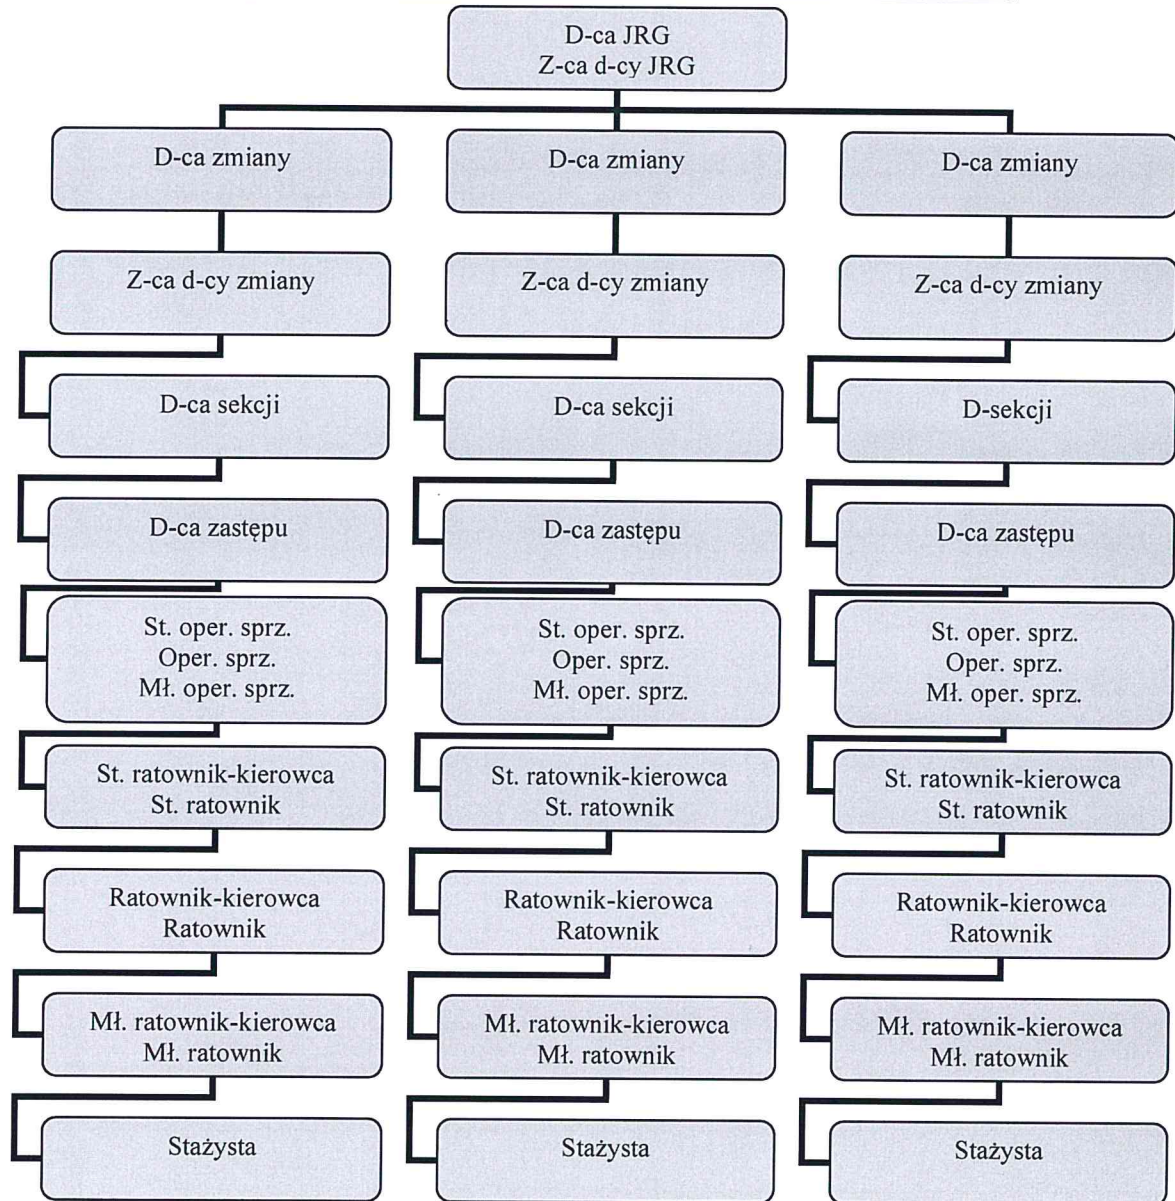 D-ca JRG
Z-ca d-cy JRG
D-ca zmiany
D-ca zmiany
D-ca zmiany
Z-ca d-cy zmiany
Z-ca d-cy zmiany
Z-ca d-cy zmiany
D-ca sekcji
D-ca sekcji
D-sekcji
D-ca zastępu
D-ca zastępu
D-ca zastępu
St. oper. sprz.
Oper. sprz.
Mł. oper. sprz.
St. oper. sprz.
Oper. sprz.
Mł. oper. sprz.
St. oper. sprz.
Oper. sprz.
Mł. oper. sprz.
St. ratownik-kierowca
St. ratownik
St. ratownik-kierowca
St. ratownik
St. ratownik-kierowca
St. ratownik
Ratownik-kierowca
Ratownik
Ratownik-kierowca
Ratownik
Ratownik-kierowca
Ratownik
Mł. ratownik-kierowca
Mł. ratownik
Mł. ratownik-kierowca
Mł. ratownik
Mł. ratownik-kierowca
Mł. ratownik
Stażysta
Stażysta
Stażysta